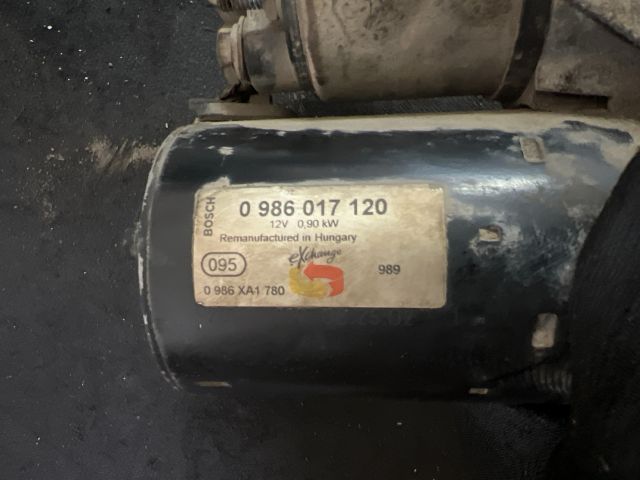 BOSCH
0 986 017 120
12V 0,90 kW
Remanufactured in Hungary
eXchange
095
989
0 986 XA1 780